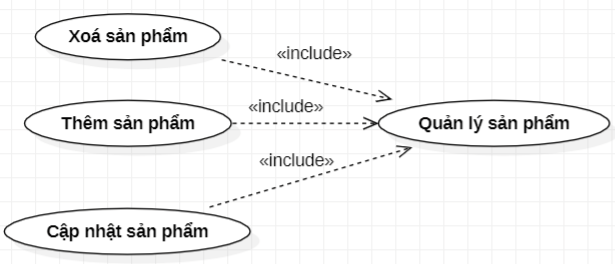 Xoá sản phẩm
«include»
«include»
Thêm sản phẩm
Quản lý sản phẩm
«include»
Cập nhật sản phẩm